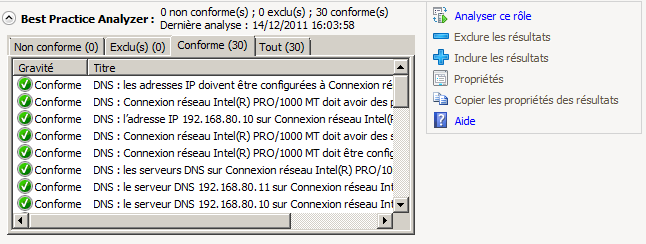 Best Practice Analyzer : 0 non conforme(s) ; 0 exclu(s) ; 30 conforme(s)
Dernière analyse : 14/12/2011 16:03:58
Non conforme (0) Exclu(s) (0) Conforme (30) Tout (30)
Gravité Titre
Conforme DNS : les adresses IP doivent être configurées à Connexion ré
Conforme DNS : Connexion réseau Intel(R) PRO/1000 MT doit avoir des p
Conforme DNS : l'adresse IP 192.168.80.10 sur Connexion réseau Intel(
Conforme DNS : Connexion réseau Intel(R) PRO/1000 MT doit avoir des s
Conforme DNS : Connexion réseau Intel(R) PRO/1000 MT doit être config
Conforme DNS : les serveurs DNS sur Connexion réseau Intel(R) PRO/10
Conforme DNS : le serveur DNS 192.168.80.11 sur Connexion réseau Int
Conforme DNS : le serveur DNS 192.168.80.10 sur Connexion réseau Int
Analyser ce rôle
Exclure les résultats
Inclure les résultats
Propriétés
Copier les propriétés des résultats
Aide